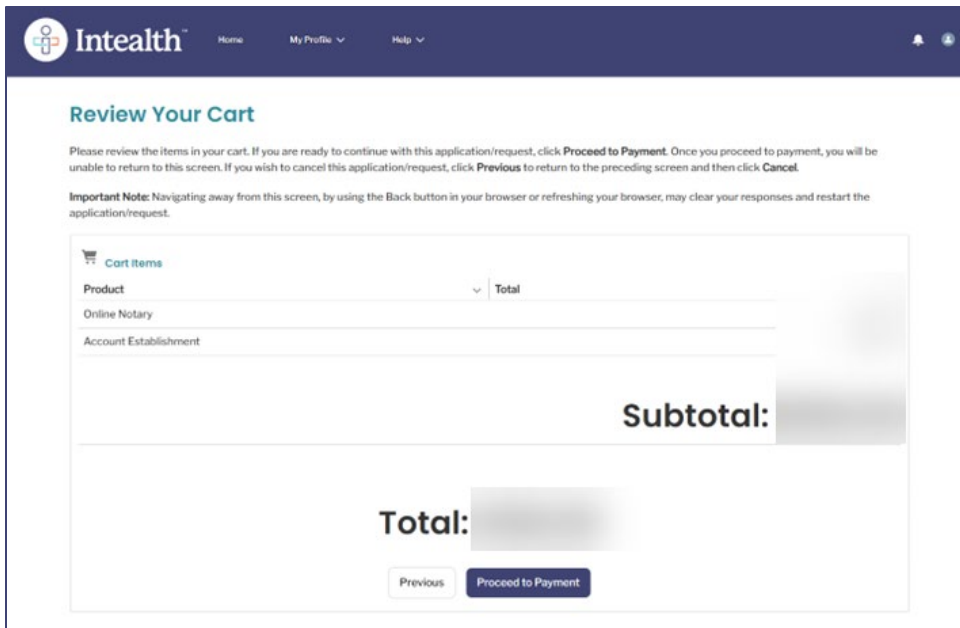 Intealth™ Home My Profile Help
Review Your Cart
Please review the items in your cart. If you are ready to continue with this application/request, click Proceed to Payment. Once you proceed to payment, you will be
unable to return to this screen. If you wish to cancel this application/request, click Previous to return to the preceding screen and then click Cancel.
Important Note: Navigating away from this screen, by using the Back button in your browser or refreshing your browser, may clear your responses and restart the
application/request.
Cart Items
Product Total
Online Notary
Account Establishment
Subtotal:
Total:
Previous Proceed to Payment